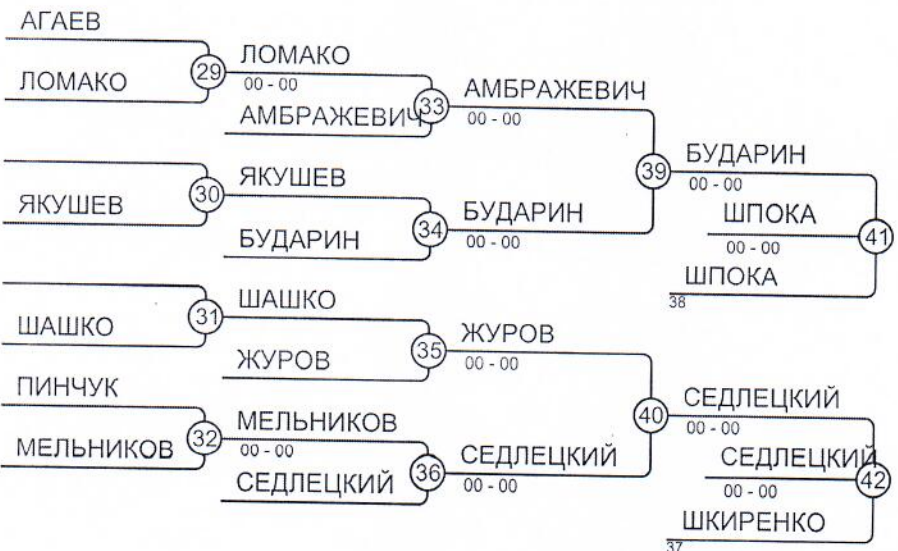 АГАЕВ
ЛОМАКО
29
ЛОМАКО
00 - 00
АМБРАЖЕВИЧ
33
АМБРАЖЕВИЧ
00 - 00
ЯКУШЕВ
30
ЯКУШЕВ
БУДАРИН
34
БУДАРИН
00 - 00
39
БУДАРИН
00 - 00
ШПОКА
00 - 00
41
ШПОКА
38
ШАШКО
31
ШАШКО
ЖУРОВ
35
ЖУРОВ
00 - 00
ПИНЧУК
МЕЛЬНИКОВ
32
МЕЛЬНИКОВ
00 - 00
СЕДЛЕЦКИЙ
36
СЕДЛЕЦКИЙ
00 - 00
40
СЕДЛЕЦКИЙ
00 - 00
СЕДЛЕЦКИЙ
00 - 00
42
ШКИРЕНКО
37